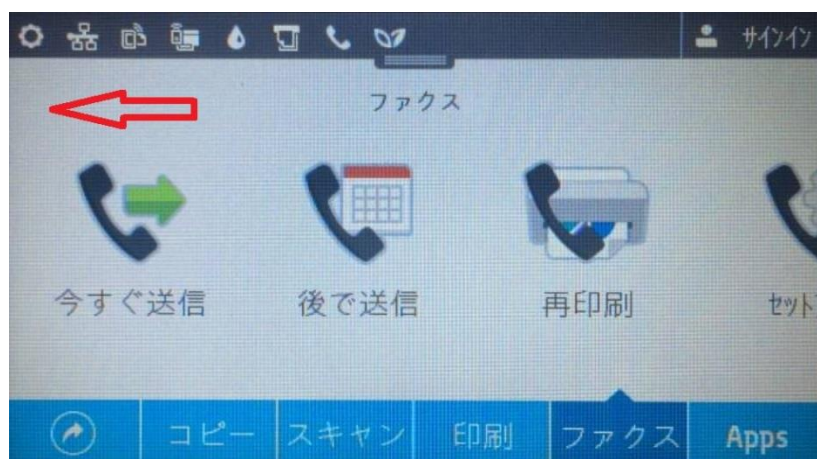 サインイン
ファクス
今すぐ送信
後で送信
再印刷
セット
コピー
スキャン
印刷
ファクス
Apps